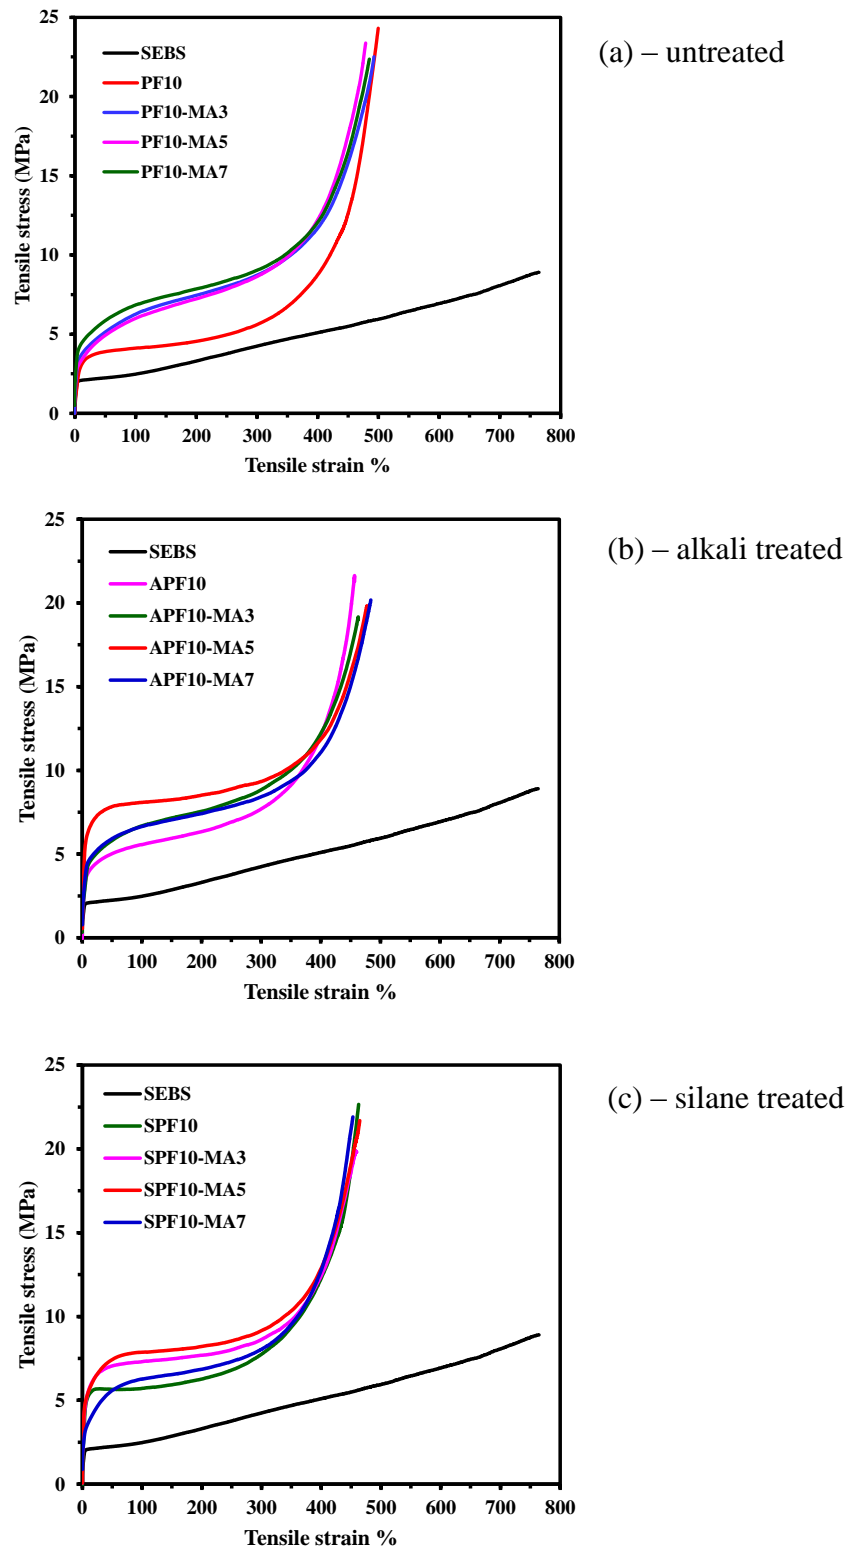 (a) – untreated
Tensile stress (MPa)
25
20
15
10
5
0
SEBS
PF10
PF10-MA3
PF10-MA5
PF10-MA7
0 100 200 300 400 500 600 700 800
Tensile strain %
(b) – alkali treated
Tensile stress (MPa)
25
20
15
10
5
0
SEBS
APF10
APF10-MA3
APF10-MA5
APF10-MA7
0 100 200 300 400 500 600 700 800
Tensile strain %
(c) – silane treated
Tensile stress (MPa)
25
20
15
10
5
0
SEBS
SPF10
SPF10-MA3
SPF10-MA5
SPF10-MA7
0 100 200 300 400 500 600 700 800
Tensile strain %